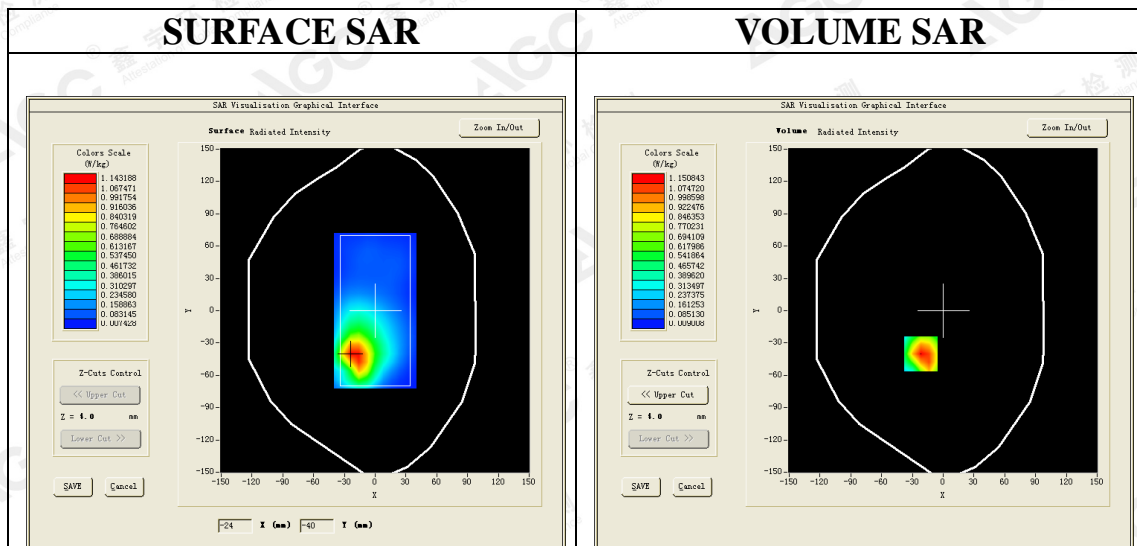 SURFACE SAR
VOLUME SAR
SAR Visualisation Graphical Interface
Surface Radiated Intensity
Zoom In/Out
Colors Scale
(W/kg)
1.143188
1.067471
0.991754
0.916036
0.840319
0.764602
0.688884
0.613167
0.537450
0.461732
0.386015
0.310297
0.234580
0.158863
0.083145
0.007428
150
120
90
60
30
0
-30
-60
-90
-120
-150
Y
-150 -120 -90 -60 -30 0 30 60 90 120 150
X
Z-Cuts Control
<< Upper Cut
Z = 4.0 mm
Lower Cut >>
SAVE Cancel
-24 X (mm) -40 Y (mm)
SAR Visualisation Graphical Interface
Volume Radiated Intensity
Zoom In/Out
Colors Scale
(W/kg)
1.150843
1.074720
0.998598
0.922476
0.846353
0.770231
0.694109
0.617986
0.541864
0.465742
0.389620
0.313497
0.237375
0.161253
0.085130
0.009008
150
120
90
60
30
0
-30
-60
-90
-120
-150
Y
-150 -120 -90 -60 -30 0 30 60 90 120 150
X
Z-Cuts Control
<< Upper Cut
Z = 4.0 mm
Lower Cut >>
SAVE Cancel